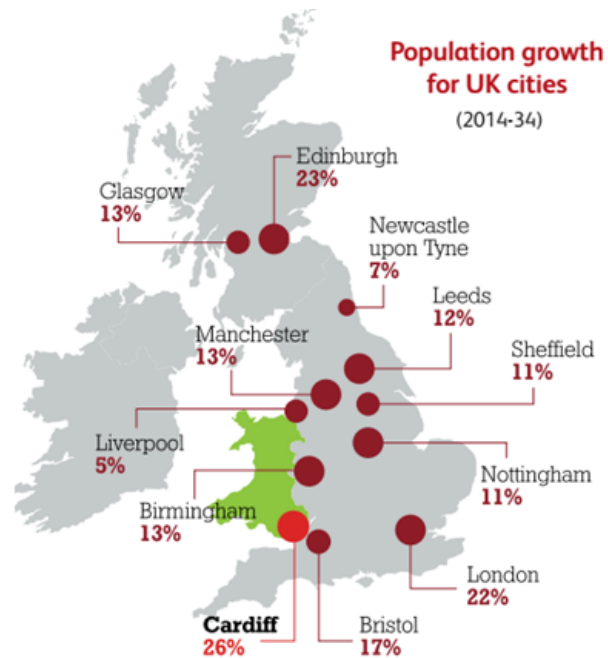 Population growth
for UK cities
(2014-34)
Edinburgh
23%
Glasgow
13%
Newcastle
upon Tyne
7%
Leeds
12%
Manchester
13%
Sheffield
11%
Liverpool
5%
Nottingham
11%
Birmingham
13%
London
22%
Cardiff
26%
Bristol
17%